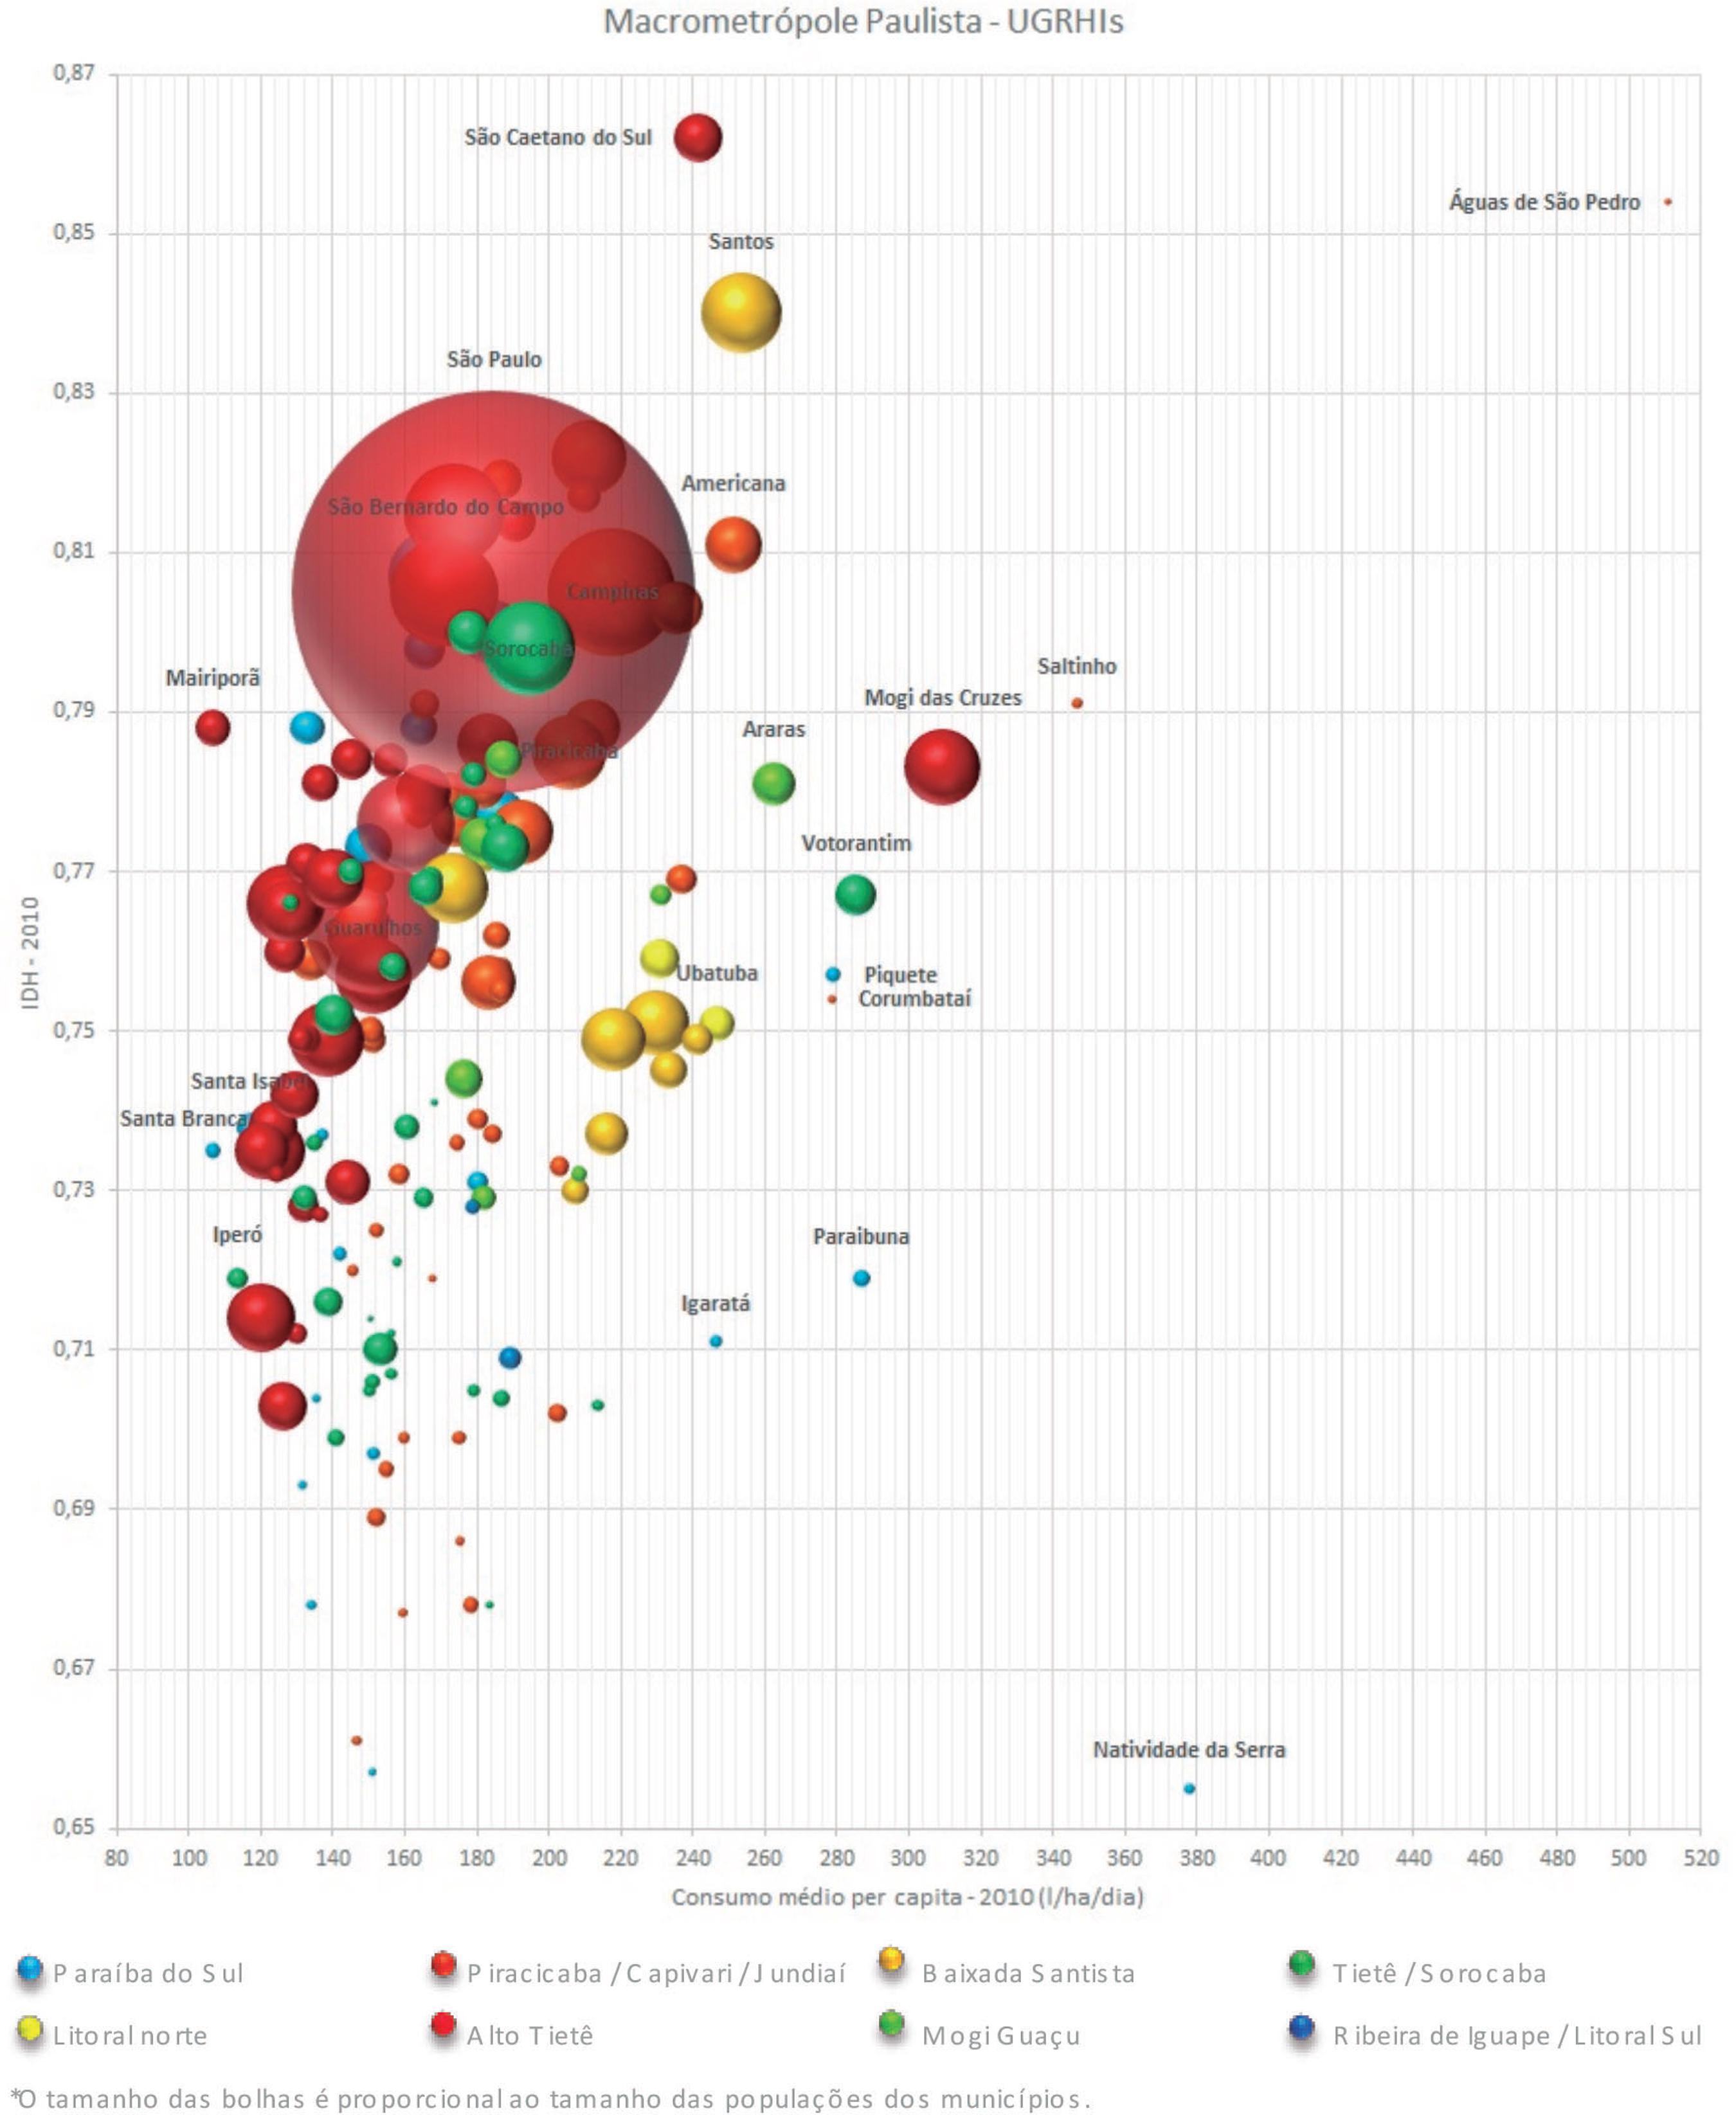 Macrometrópole Paulista - UGRHIs
0,87
São Caetano do Sul
Águas de São Pedro
0,85
Santos
São Paulo
0,83
Americana
São Bernardo do Campo
0,81
Campinas
Sorocaba
Saltinho
Mairiporã
Mogi das Cruzes
0,79
Araras
Piracicaba
Votorantim
0,77
Guarulhos
IDH - 2010
Ubatuba
Piquete
Corumbataí
0,75
Santa Isabel
Santa Branca
0,73
Iperó
Paraibuna
Igaratá
0,71
0,69
0,67
Natividade da Serra
0,65
80 100 120 140 160 180 200 220 240 260 280 300 320 340 360 380 400 420 440 460 480 500 520
Consumo médio per capita - 2010 (l/ha/dia)
Paraíba do Sul Piracicaba / Capivari / Jundiaí Baixada Santista Tietê / Sorocaba
Litoral norte Alto Tietê Mogi Guaçu Ribeira de Iguape / Litoral Sul
*O tamanho das bolhas é proporcional ao tamanho das populações dos municípios.